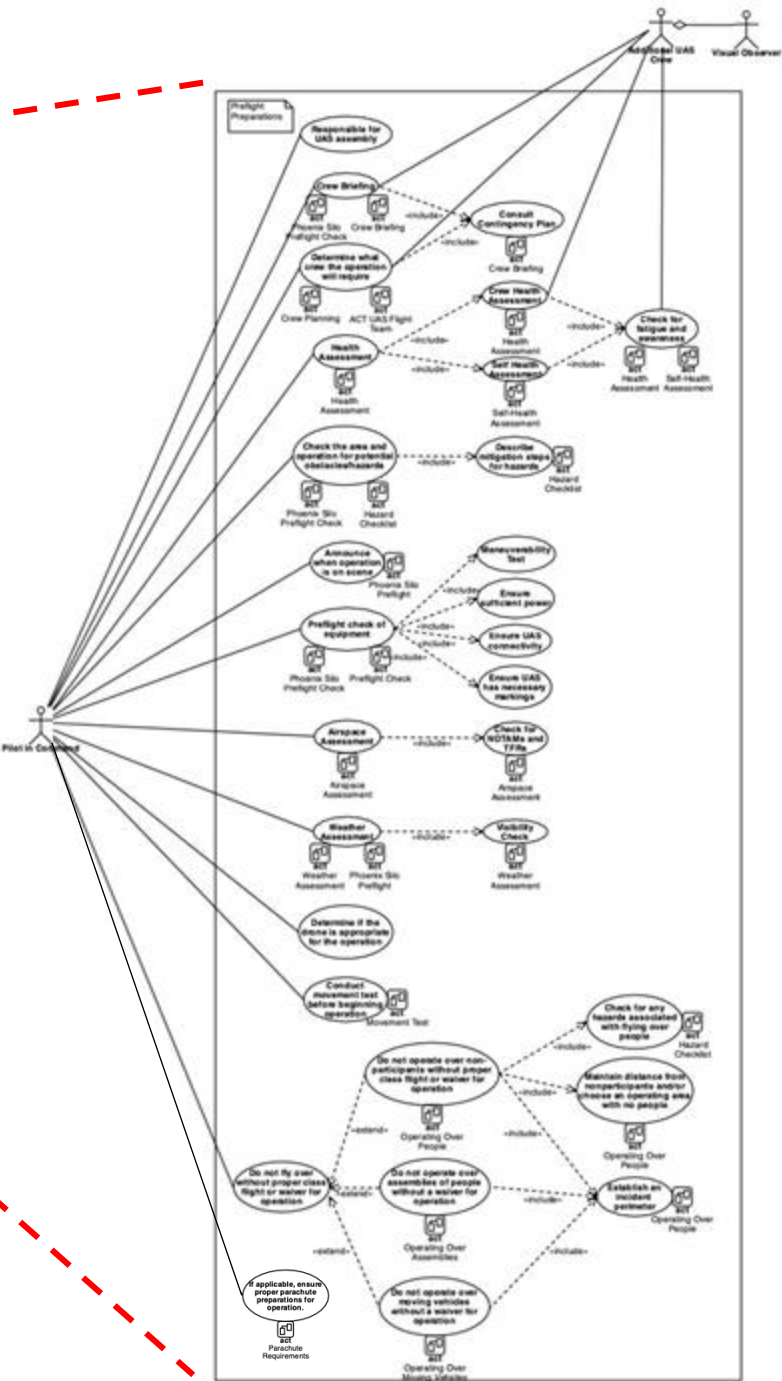 Additional UAS
Crew
Visual Observer
Preflight
Preparations
Responsible for
UAS assembly
Crew Briefing
act
Phoenix Silo
Preflight Check
act
Crew Briefing
«include»
«include»
Consult
Contingency Plan
act
Crew Briefing
Determine what
crew the operation
will require
act
Crew Planning
act
ACT UAS Flight
Team
Health
Assessment
act
Health
Assessment
«include»
«include»
Crew Health
Assessment
act
Health
Assessment
Self Health
Assessment
act
Self-Health
Assessment
«include»
«include»
Check for
fatigue and
awareness
act
Health
Assessment
act
Self-Health
Assessment
Check the area and
operation for potential
obstacles/hazards
act
Phoenix Silo
Preflight Check
act
Hazard
Checklist
«include»
Describe
mitigation steps
for hazards
act
Hazard
Checklist
Announce
when operation
is on scene
act
Phoenix Silo
Preflight
Preflight check of
equipment
act
Phoenix Silo
Preflight Check
act
Preflight Check
«include»
«include»
«include»
«include»
Maneuverability
Test
Ensure
sufficient power
Ensure UAS
connectivity
Ensure UAS
has necessary
markings
Pilot in Command
Airspace
Assessment
act
Airspace
Assessment
«include»
Check for
NOTAMs and
TFRs
act
Airspace
Assessment
Weather
Assessment
act
Weather
Assessment
act
Phoenix Silo
Preflight
«include»
Visibility
Check
act
Weather
Assessment
Determine if the
drone is appropriate
for the operation
Conduct
movement test
before beginning
operation
act
Movement Test
Do not operate over non-
participants without proper
class flight or waiver for
operation
act
Operating Over
People
«include»
«include»
«include»
Check for any
hazards associated
with flying over
people
act
Hazard
Checklist
Maintain distance from
nonparticipants and/or
choose an operating area
with no people
act
Operating Over
People
«extend»
«extend»
«extend»
Do not fly over
without proper class
flight or waiver for
operation
Do not operate over
assemblies of people
without a waiver for
operation
act
Operating Over
Assemblies
«include»
«include»
Establish an
incident
perimeter
act
Operating Over
People
If applicable, ensure
proper parachute
preparations for
operation.
act
Parachute
Requirements
Do not operate over
moving vehicles
without a waiver for
operation
act
Operating Over
Moving Vehicles